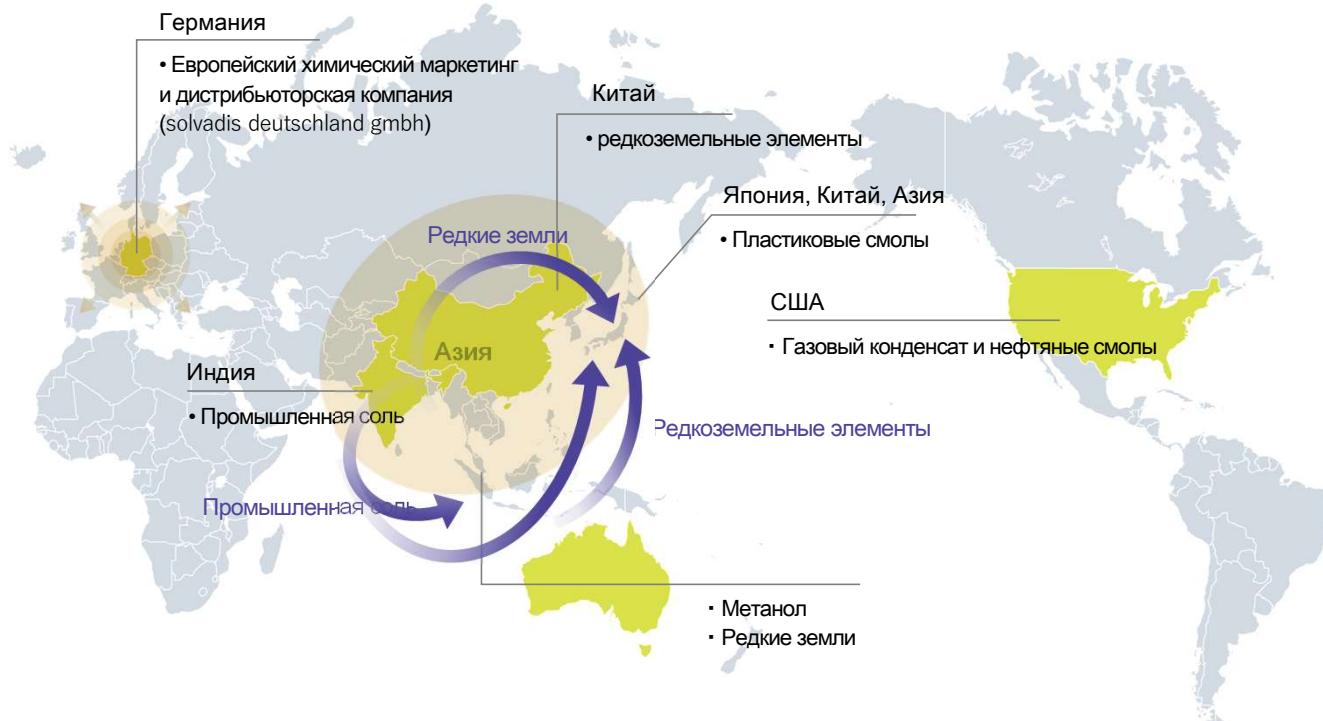 Германия
• Европейский химический маркетинг
и дистрибьюторская компания
(solvadis deutschland gmbh)
Китай
• редкоземельные элементы
Япония, Китай, Азия
• Пластиковые смолы
Редкие земли
США
· Газовый конденсат и нефтяные смолы
Азия
Индия
• Промышленная соль
Редкоземельные элементы
Промышленная соль
· Метанол
· Редкие земли